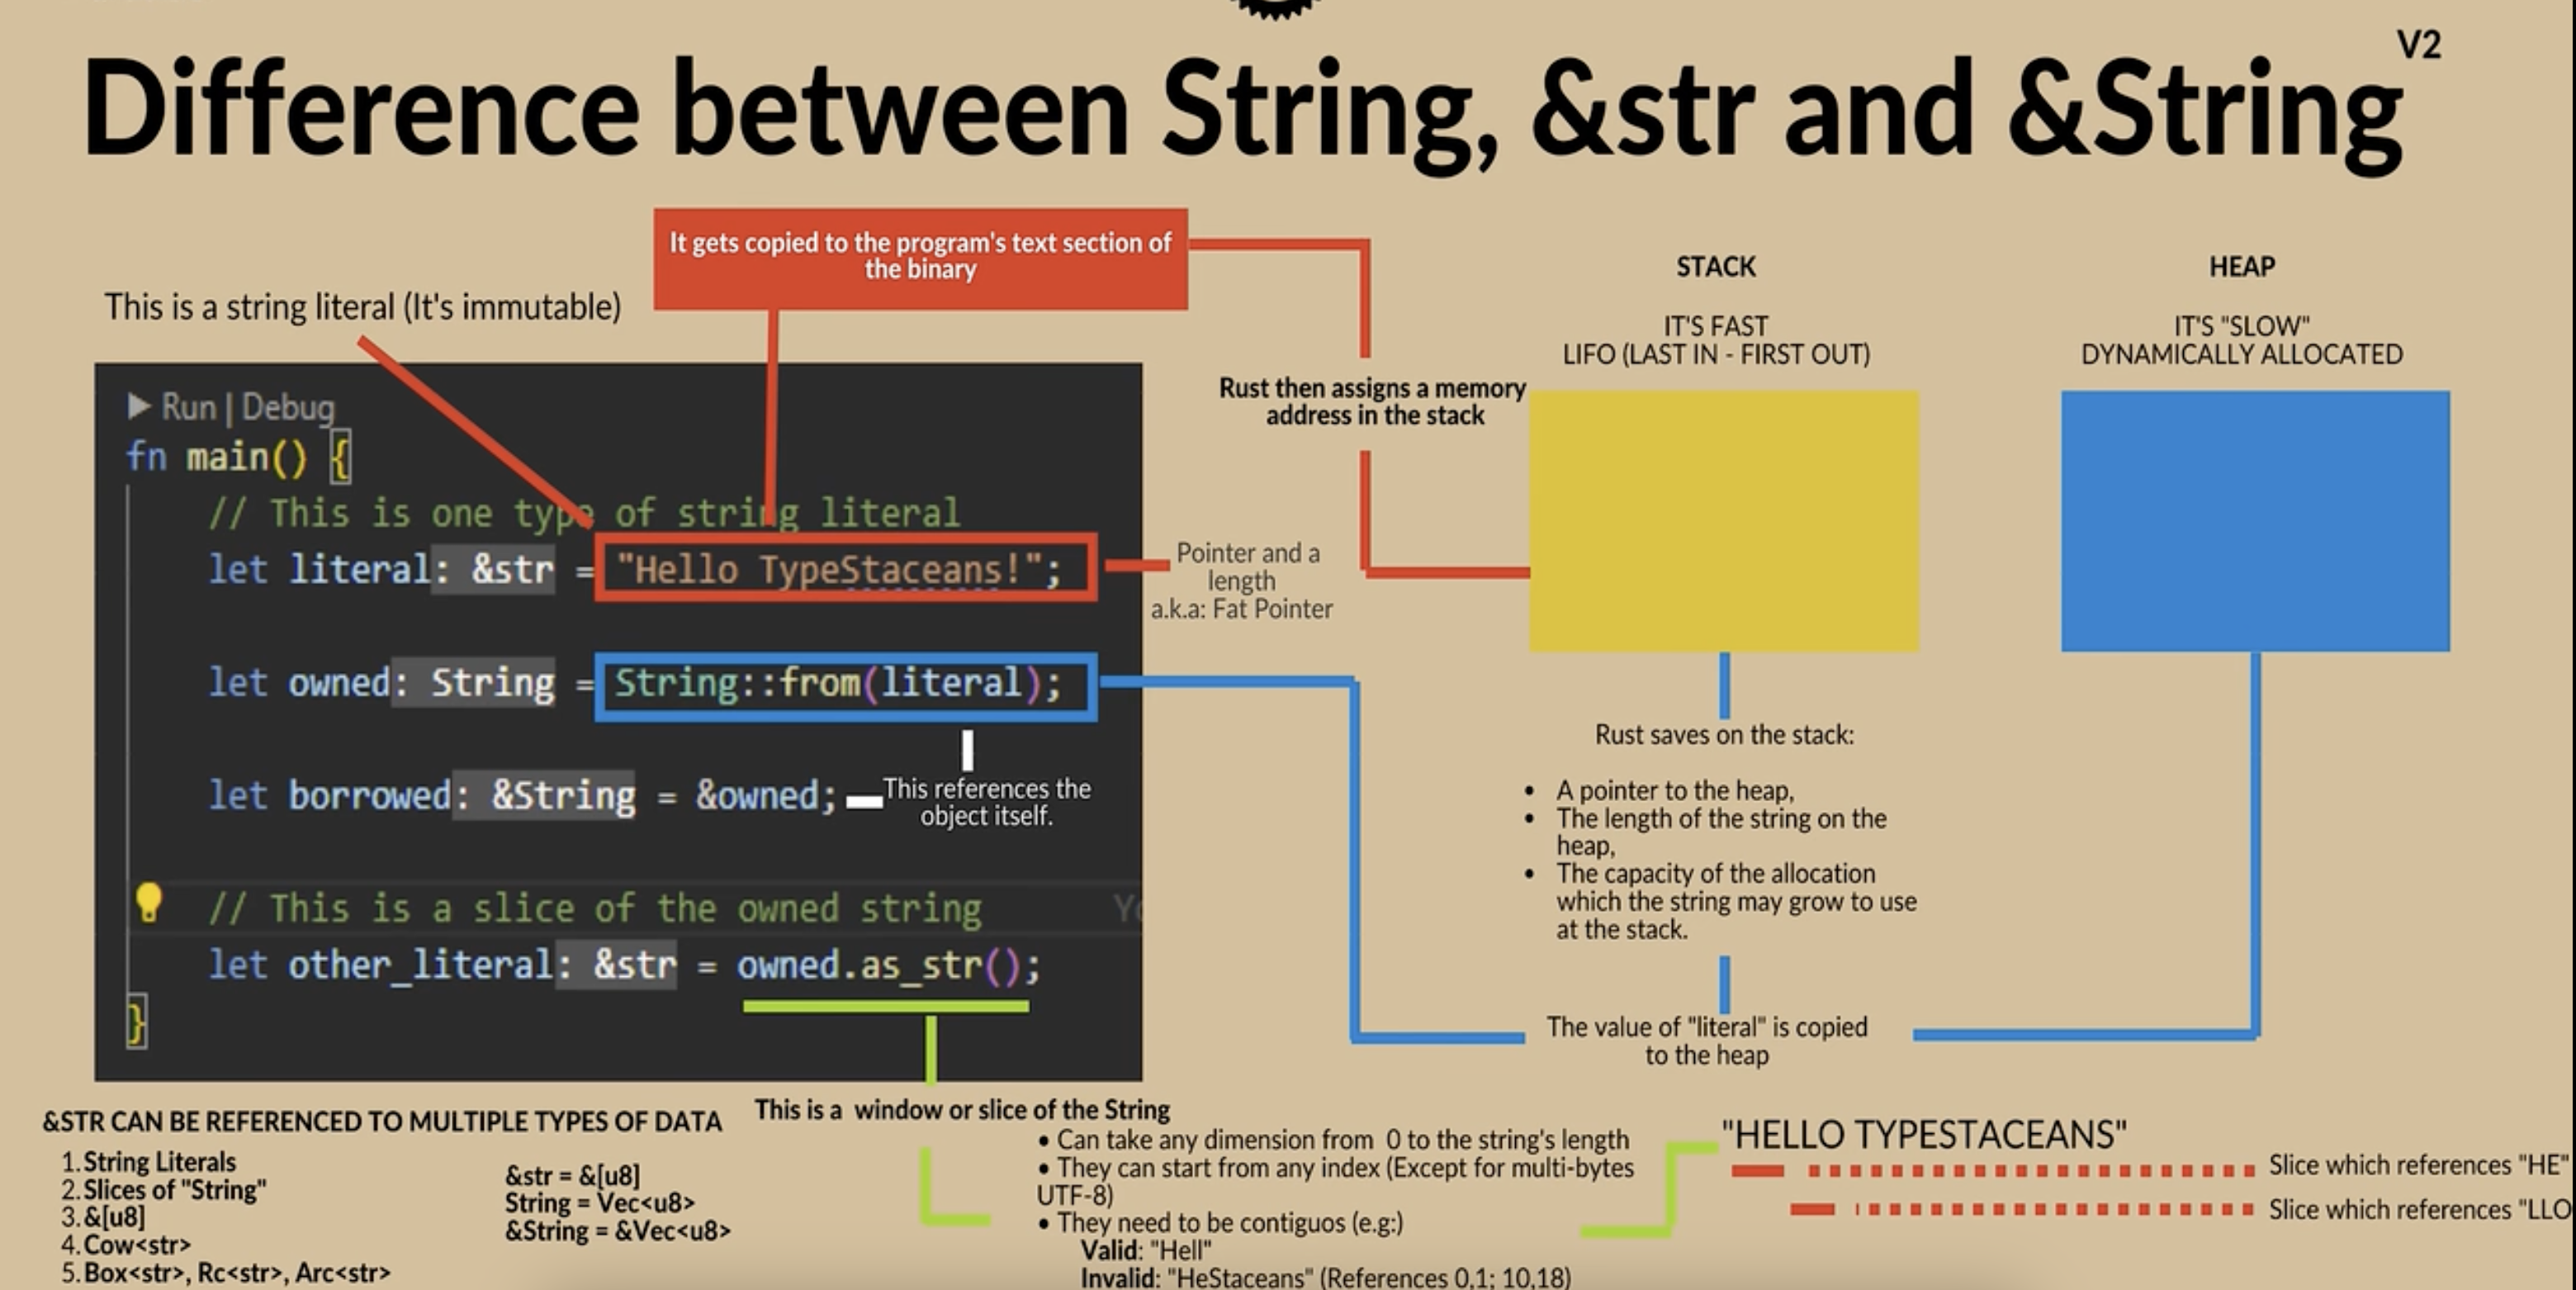 V2
Difference between String, &str and &String
It gets copied to the program's text section of
the binary
This is a string literal (It's immutable)
STACK
IT'S FAST
LIFO (LAST IN - FIRST OUT)
HEAP
IT'S "SLOW"
DYNAMICALLY ALLOCATED
Rust then assigns a memory
address in the stack
Run | Debug
fn main() {
// This is one type of string literal
let literal: &str = "Hello TypeStaceans!";
Pointer and a
length
a.k.a: Fat Pointer
let owned: String = String::from(literal);
let borrowed: &String = &owned;
This references the
object itself.
// This is a slice of the owned string
let other_literal: &str = owned.as_str();
}
Rust saves on the stack:
• A pointer to the heap,
• The length of the string on the
heap,
• The capacity of the allocation
which the string may grow to use
at the stack.
The value of "literal" is copied
to the heap
&STR CAN BE REFERENCED TO MULTIPLE TYPES OF DATA
1. String Literals
2. Slices of "String"
3. &[u8]
4. Cow<str>
5. Box<str>, Rc<str>, Arc<str>
&str = &[u8]
String = Vec<u8>
&String = &Vec<u8>
This is a window or slice of the String
• Can take any dimension from 0 to the string's length
• They can start from any index (Except for multi-bytes
UTF-8)
• They need to be contiguos (e.g:)
Valid: "Hell"
Invalid: "HeStaceans" (References 0,1; 10,18)
"HELLO TYPESTACEANS"
Slice which references "HE"
Slice which references "LLO